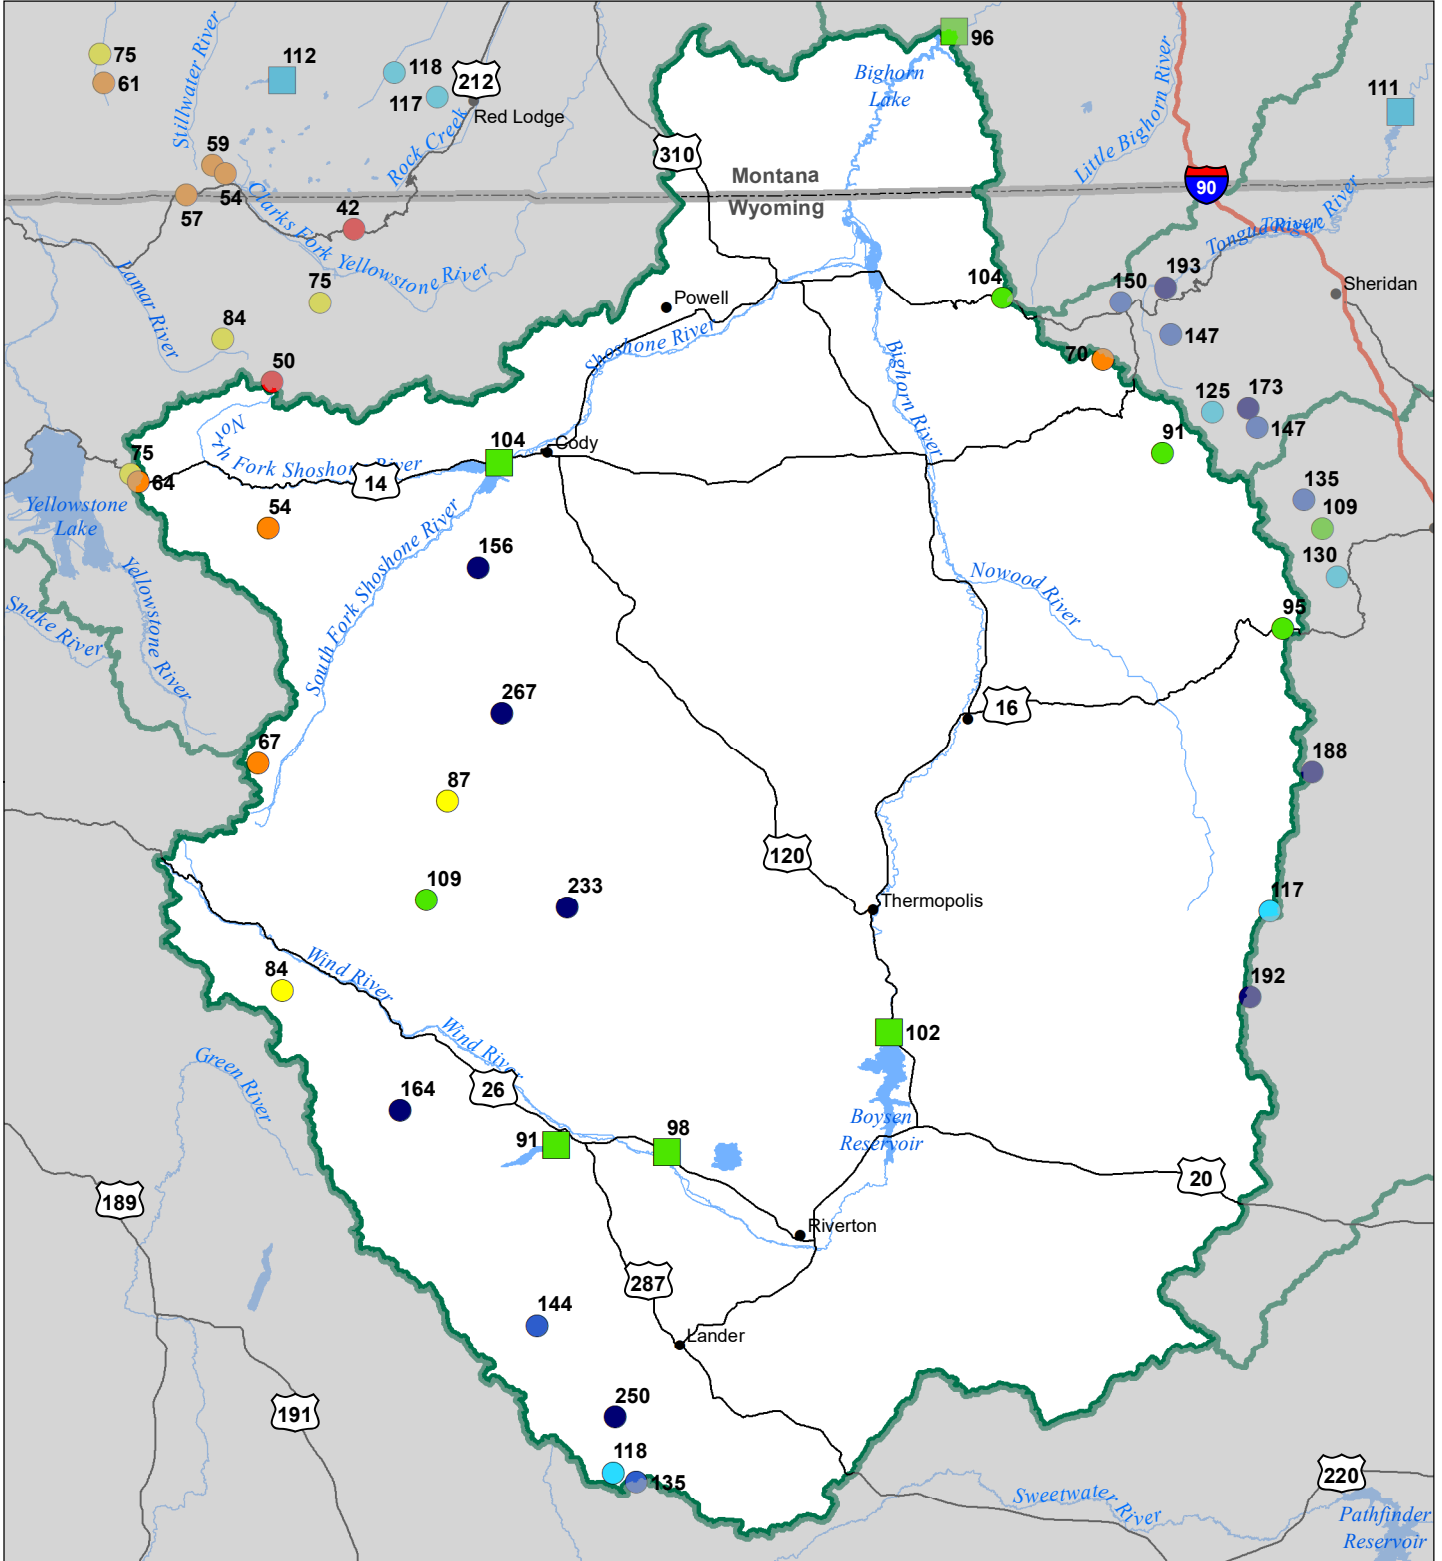 75
61
Stillwater River
112
118
117
212
Red Lodge
Rock Creek
96
Bighorn
Lake
Little Bighorn River
111
59
54
57
42
Clarks Fork Yellowstone River
310
Montana
Wyoming
90
Tongue River
Lamar River
75
84
50
Powell
Shoshone River
104
150
193
Sheridan
147
70
Bighorn River
125
173
147
91
North Fork Shoshone River
104
Cody
14
75
64
Yellowstone
Lake
54
South Fork Shoshone River
156
135
109
130
Nowood River
95
Yellowstone River
Snake River
267
16
67
87
188
120
109
233
Thermopolis
117
84
Wind River
192
102
Wind River
26
Green River
164
91
98
Boysen
Reservoir
20
189
Riverton
287
144
Lander
191
250
118
135
220
Sweetwater River
Pathfinder
Reservoir